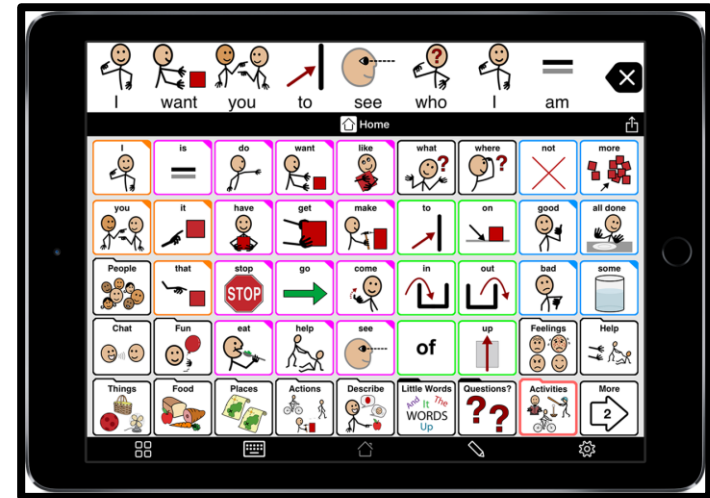 I want you to see who I am
Home
I is do want like what where not more
you it have get make to on good all done
People that stop go come in out bad some
STOP
Chat Fun eat help see of up Feelings Help
of
Things Food Places Actions Describe Little Words Questions? Activities More
And It The
WORDS
Up
? ?
2